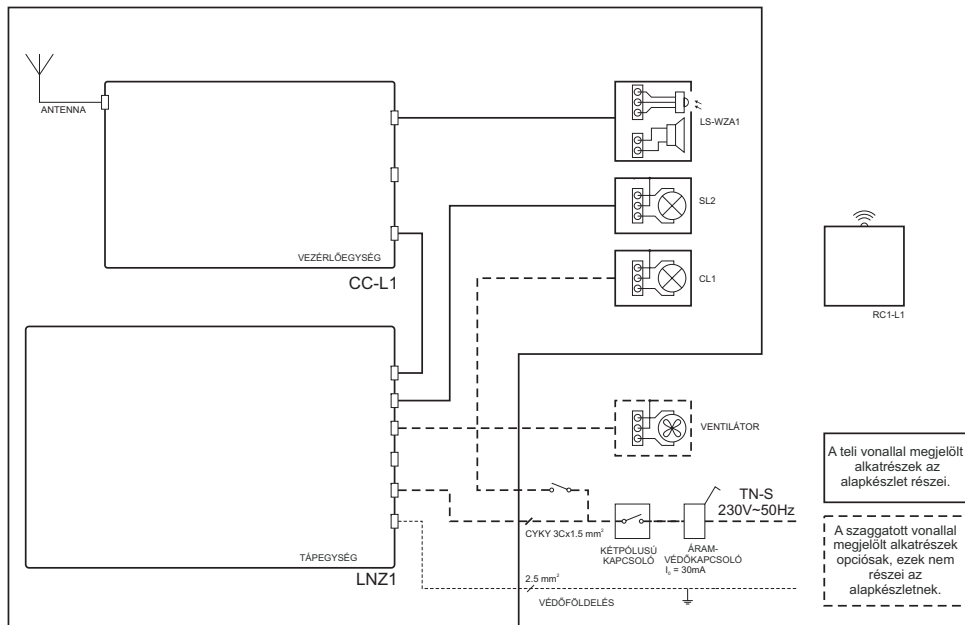 ANTENNA
VEZÉRLŐEGYSÉG
CC-L1
LS-WZA1
SL2
CL1
RC1-L1
VENTILÁTOR
TÁPEGYSÉG
LNZ1
CYKY 3Cx1.5 mm²
KÉTPÓLUSÚ
KAPCSOLÓ
ÁRAM-
VÉDŐKAPCSOLÓ
TN-S
230V~50Hz
2.5 mm²
VÉDŐFÖLDELÉS
A teli vonallal megjelölt
alkatrészek az
alapkészlet részei.
A szaggatott vonallal
megjelölt alkatrészek
opciósak, ezek nem
részei az
alapkészletnek.